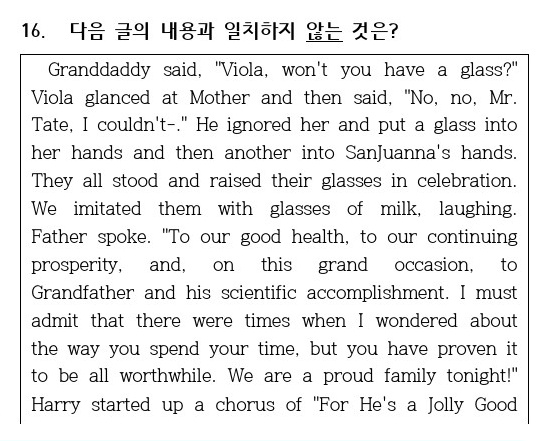 16. 다음 글의 내용과 일치하지 않는 것은?
Granddaddy said, "Viola, won't you have a glass?"
Viola glanced at Mother and then said, "No, no, Mr.
Tate, I couldn't-." He ignored her and put a glass into
her hands and then another into SanJuanna's hands.
They all stood and raised their glasses in celebration.
We imitated them with glasses of milk, laughing.
Father spoke. "To our good health, to our continuing
prosperity, and, on this grand occasion, to
Grandfather and his scientific accomplishment. I must
admit that there were times when I wondered about
the way you spend your time, but you have proven it
to be all worthwhile. We are a proud family tonight!"
Harry started up a chorus of "For He's a Jolly Good